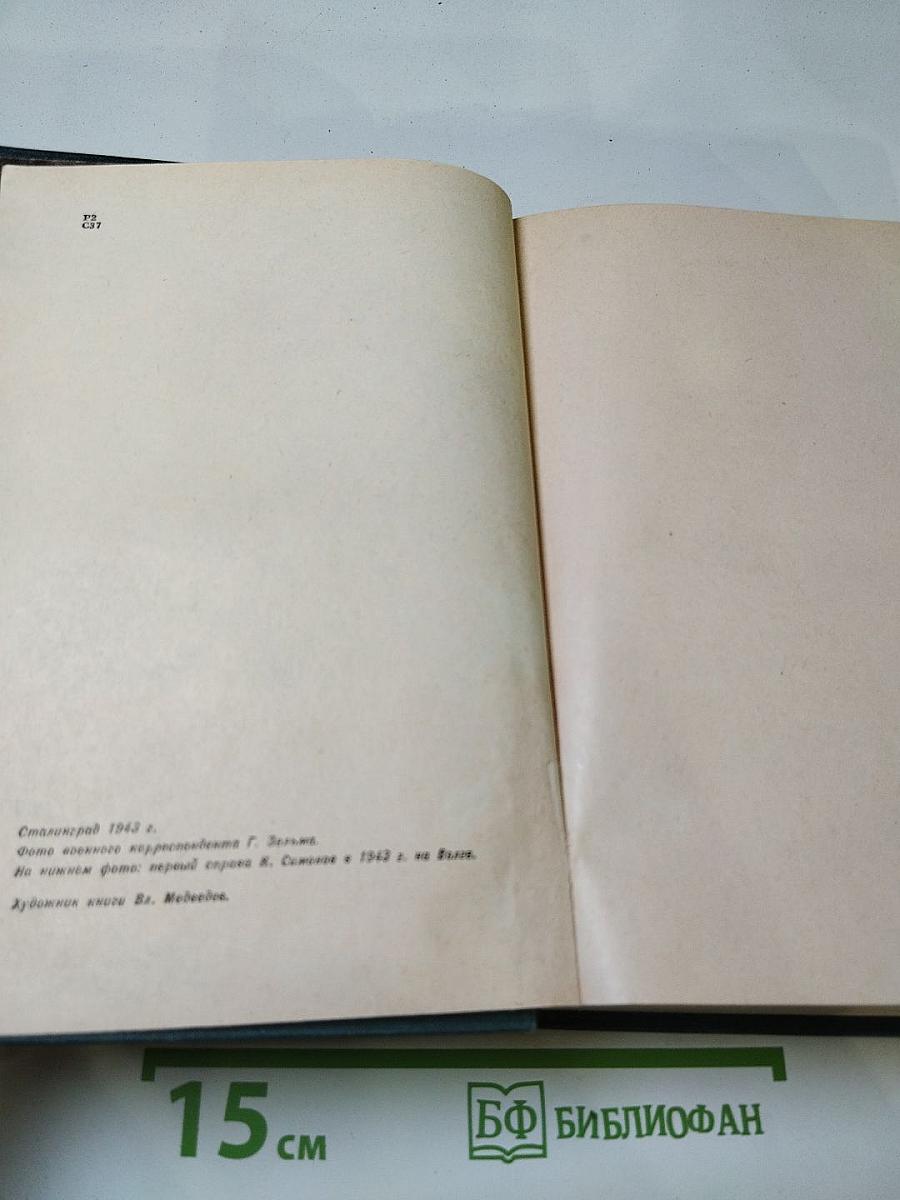 Р2
С37
Сталинград 1943 г.
Фото военного корреспондента Г. Зельма.
На нижнем фото: первый справа К. Симонов в 1943 г. на Волге.
Художник книги Вл. Медведев.
15 см
БФ БИБЛИОФАН